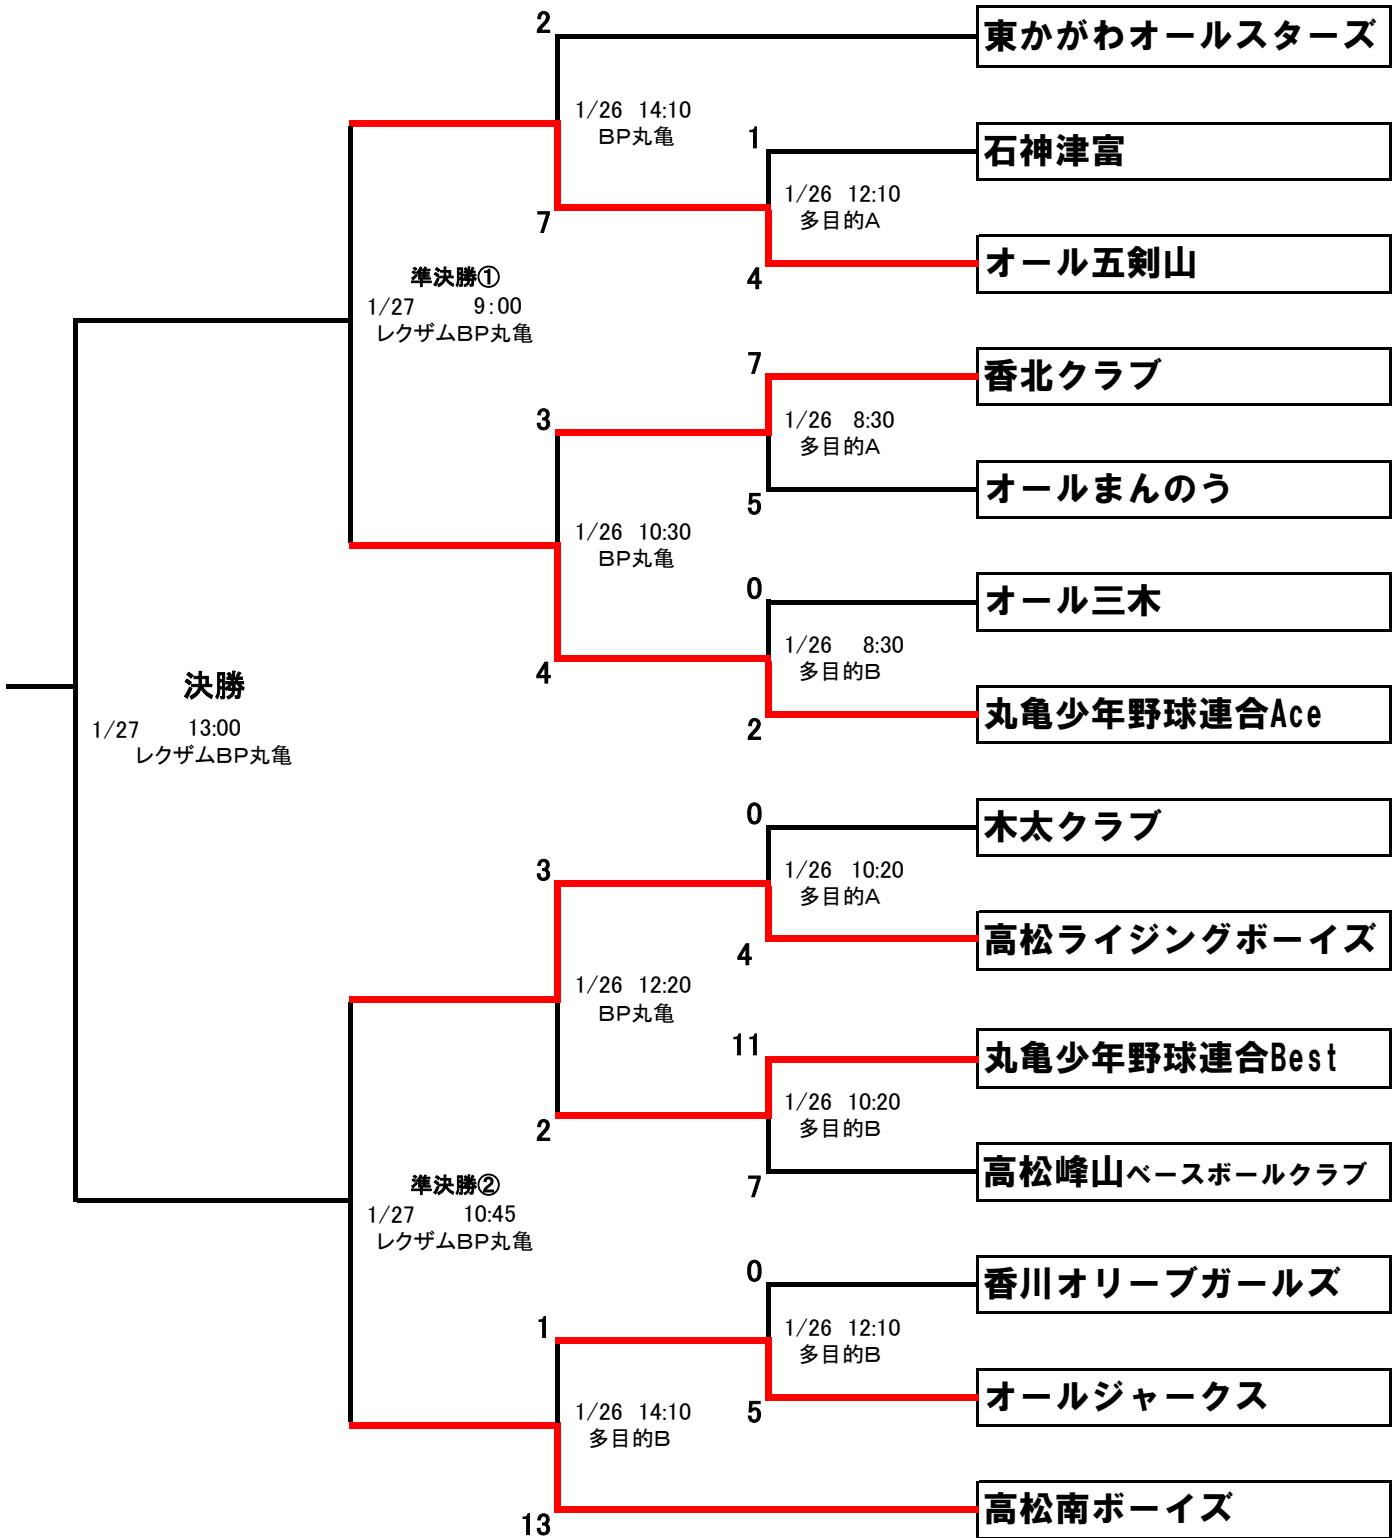 2
東かがわオールスターズ
1/26 14:10
BP丸亀
1
石神津富
1/26 12:10
多目的A
7
4
オール五剣山
準決勝①
1/27 9:00
レクザムBP丸亀
7
香北クラブ
3
1/26 8:30
多目的A
5
オールまんのう
1/26 10:30
BP丸亀
0
オール三木
1/26 8:30
多目的B
4
2
丸亀少年野球連合Ace
決勝
1/27 13:00
レクザムBP丸亀
0
木太クラブ
3
1/26 10:20
多目的A
4
高松ライジングボーイズ
1/26 12:20
BP丸亀
11
丸亀少年野球連合Best
1/26 10:20
多目的B
2
7
高松峰山ベースボールクラブ
準決勝②
1/27 10:45
レクザムBP丸亀
0
香川オリーブガールズ
1
1/26 12:10
多目的B
5
オールジャークス
1/26 14:10
多目的B
13
高松南ボーイズ